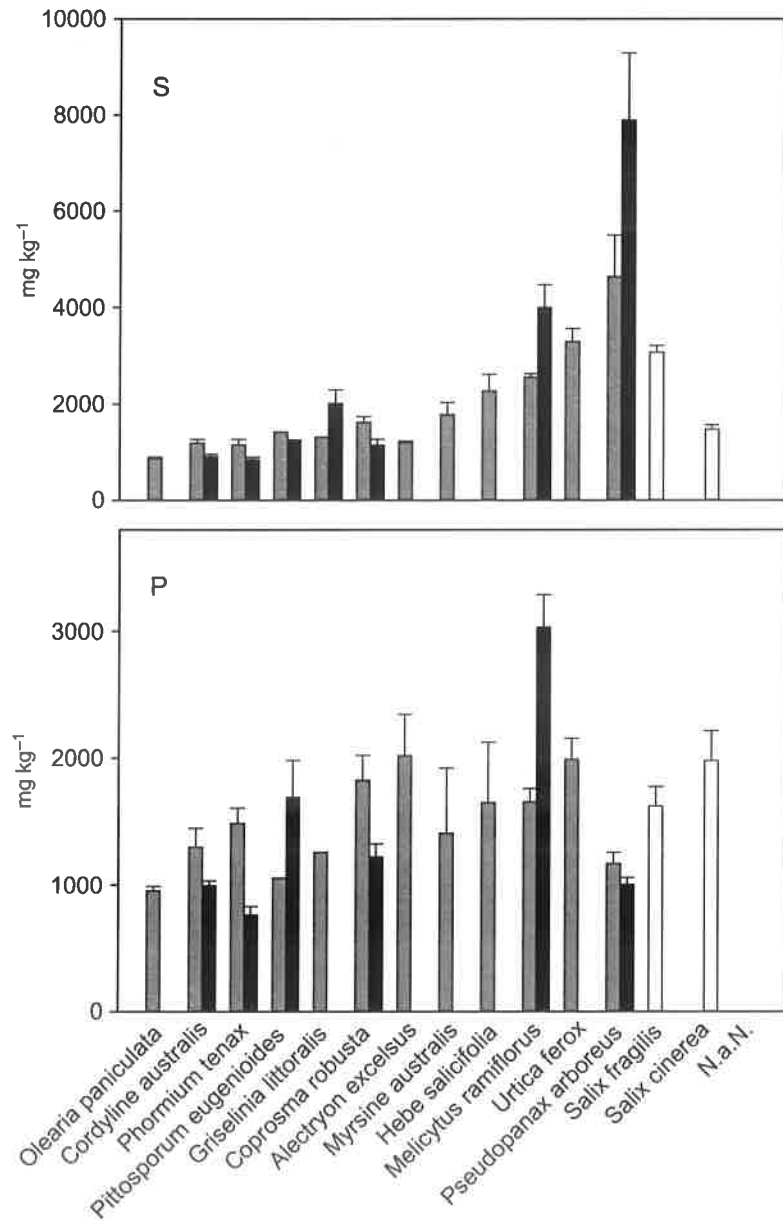 10000
S
8000
6000
mg kg⁻¹
4000
2000
0
P
3000
mg kg⁻¹
2000
1000
0
Olearia paniculata
Cordyline australis
Phormium tenax
Pittosporum eugenioides
Griselinia littoralis
Coprosma robusta
Alectryon excelsus
Myrsine australis
Hebe salicifolia
Melicytus ramiflorus
Urtica ferox
Pseudopanax arboreus
Salix fragilis
Salix cinerea
N.a.N.